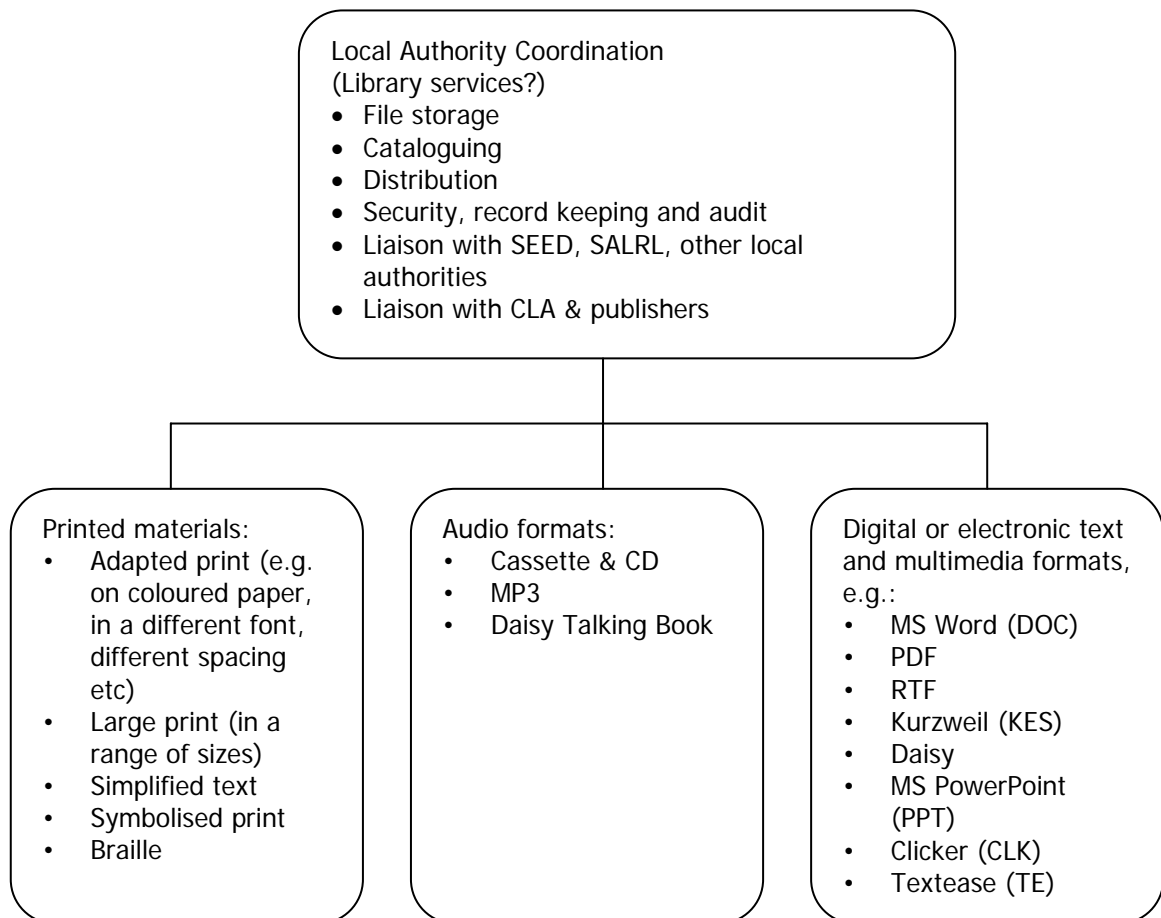 Local Authority Coordination
(Library services?)
• File storage
• Cataloguing
• Distribution
• Security, record keeping and audit
• Liaison with SEED, SALRL, other local
authorities
• Liaison with CLA & publishers
Printed materials:
• Adapted print (e.g.
on coloured paper,
in a different font,
different spacing
etc)
• Large print (in a
range of sizes)
• Simplified text
• Symbolised print
• Braille
Audio formats:
• Cassette & CD
• MP3
• Daisy Talking Book
Digital or electronic text
and multimedia formats,
e.g.:
• MS Word (DOC)
• PDF
• RTF
• Kurzweil (KES)
• Daisy
• MS PowerPoint
(PPT)
• Clicker (CLK)
• Textease (TE)